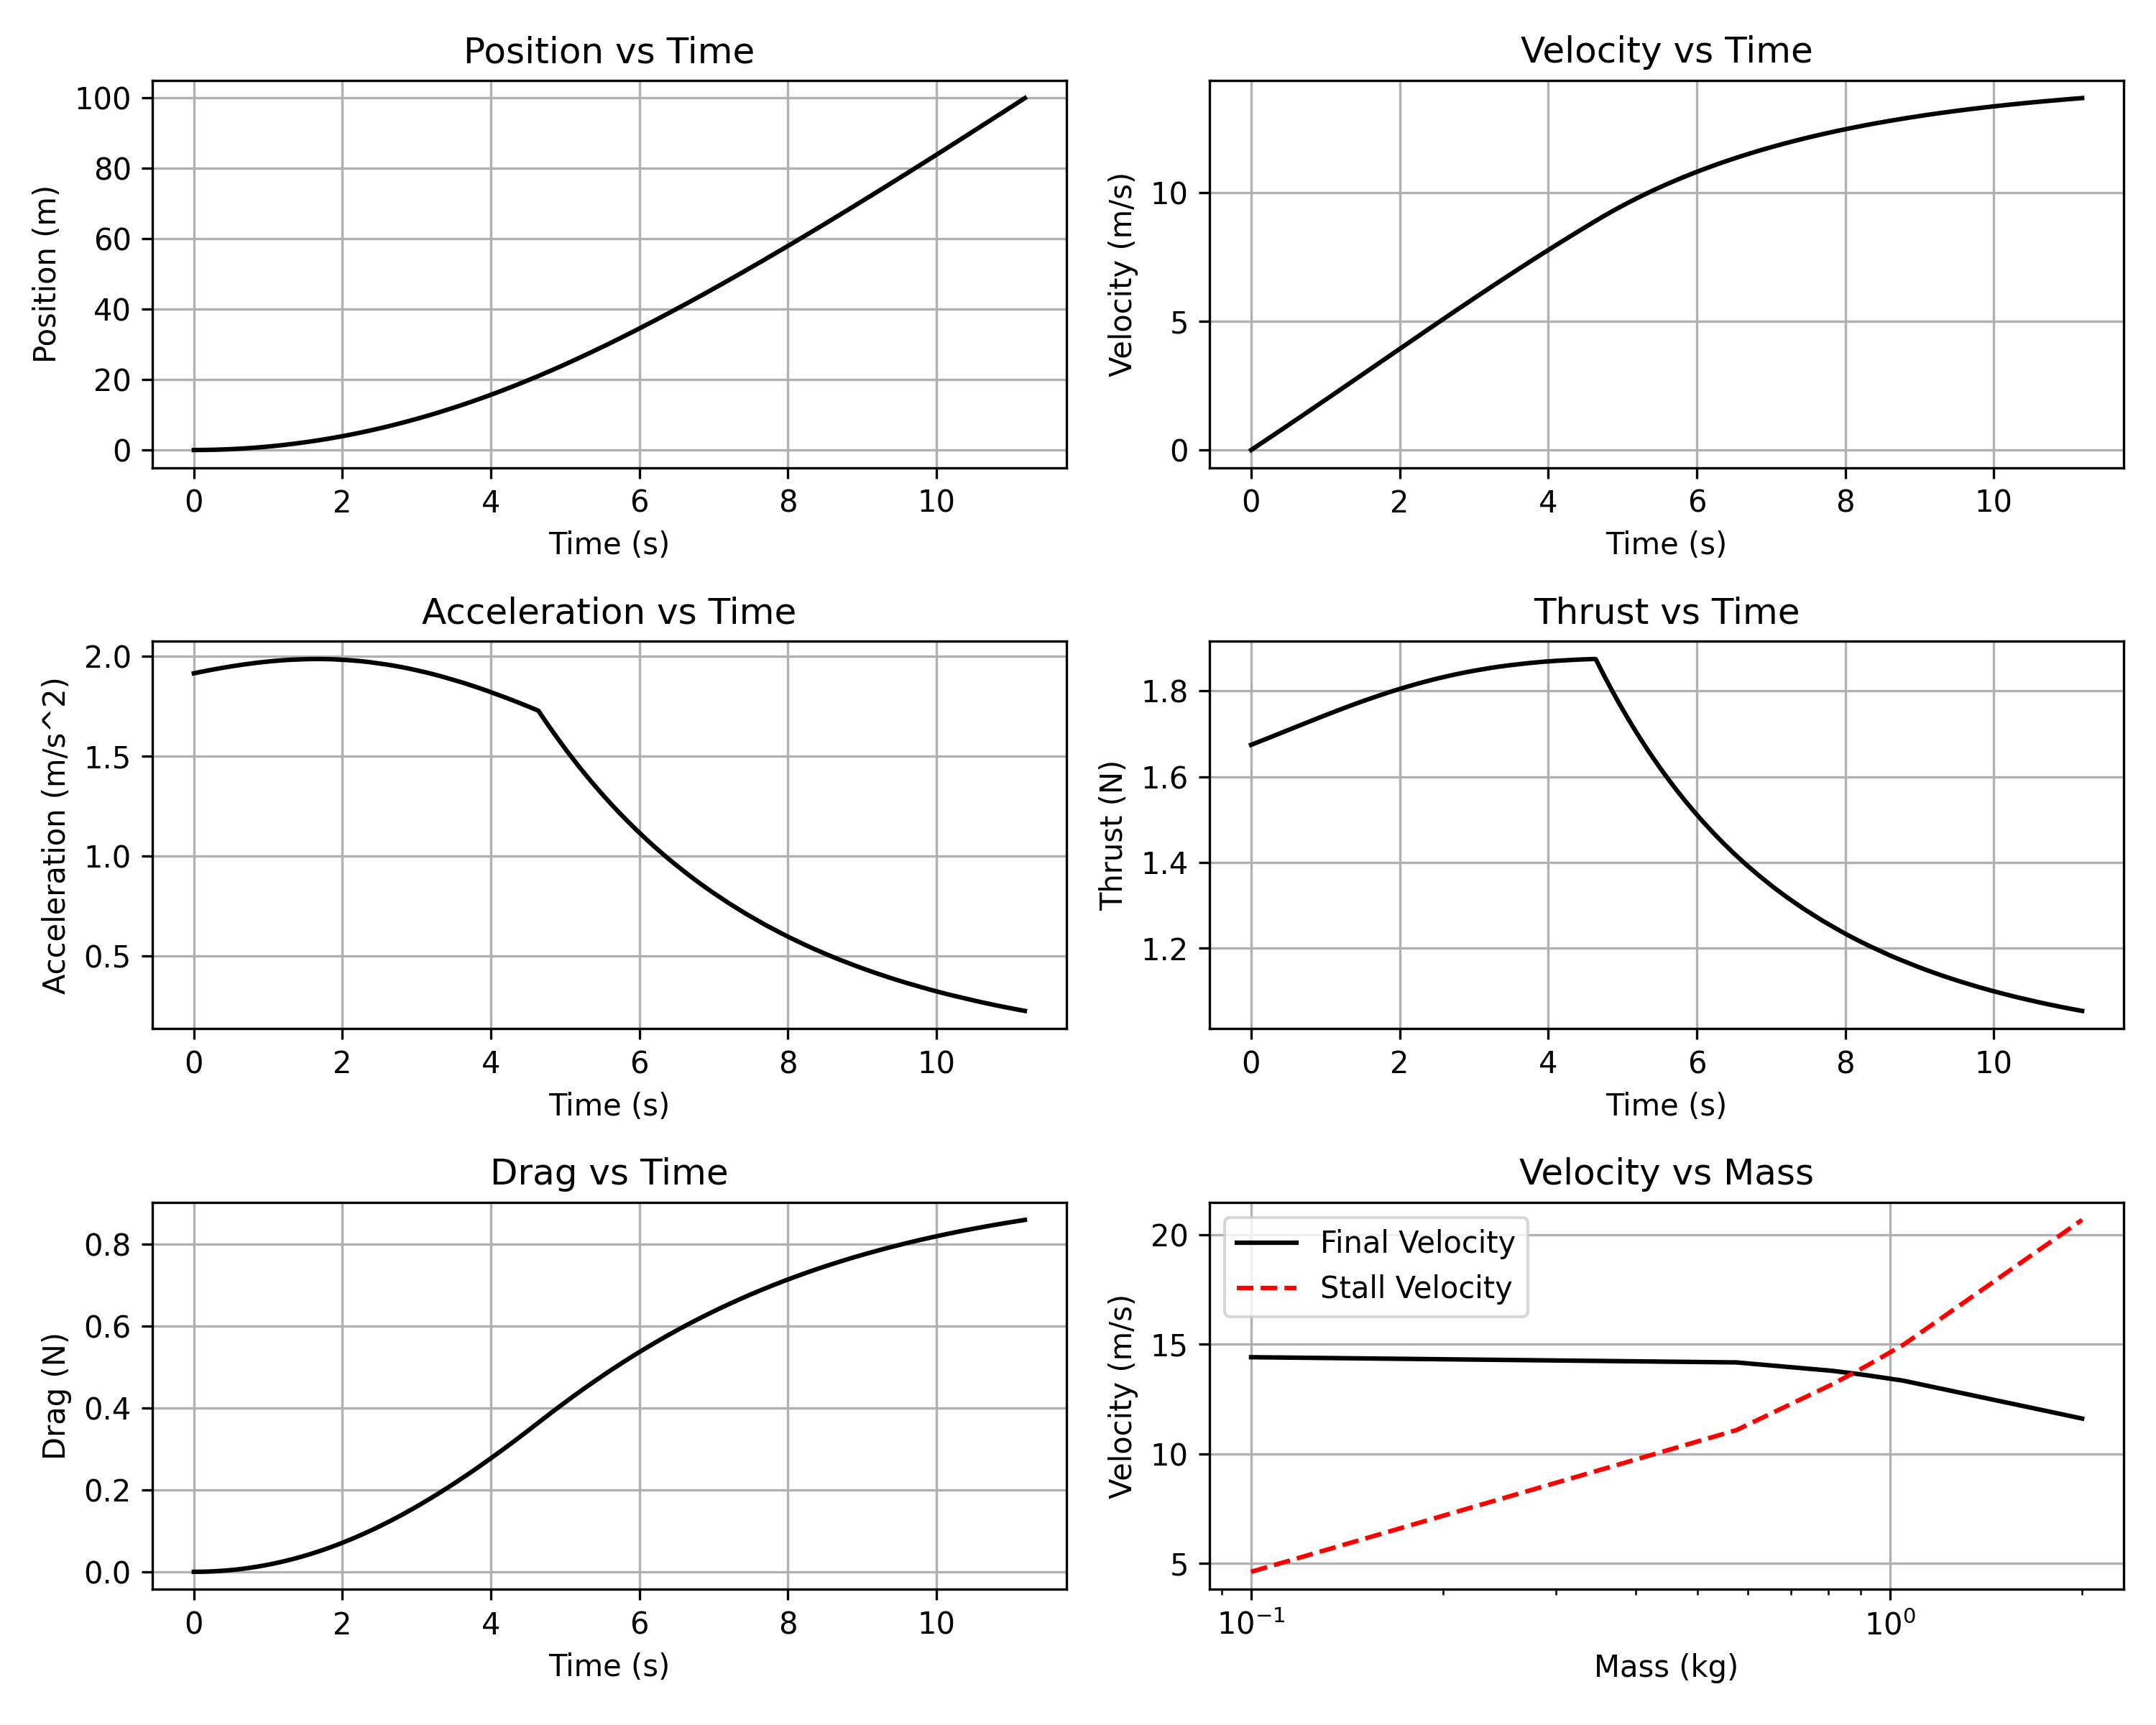 Position vs Time
Position (m)
100
80
60
40
20
0
0 2 4 6 8 10
Time (s)
Velocity vs Time
Velocity (m/s)
10
5
0
0 2 4 6 8 10
Time (s)
Acceleration vs Time
Acceleration (m/s^2)
2.0
1.5
1.0
0.5
0 2 4 6 8 10
Time (s)
Thrust vs Time
Thrust (N)
1.8
1.6
1.4
1.2
0 2 4 6 8 10
Time (s)
Drag vs Time
Drag (N)
0.8
0.6
0.4
0.2
0.0
0 2 4 6 8 10
Time (s)
Velocity vs Mass
Velocity (m/s)
20
15
10
5
Final Velocity
Stall Velocity
10⁻¹ 10⁰
Mass (kg)